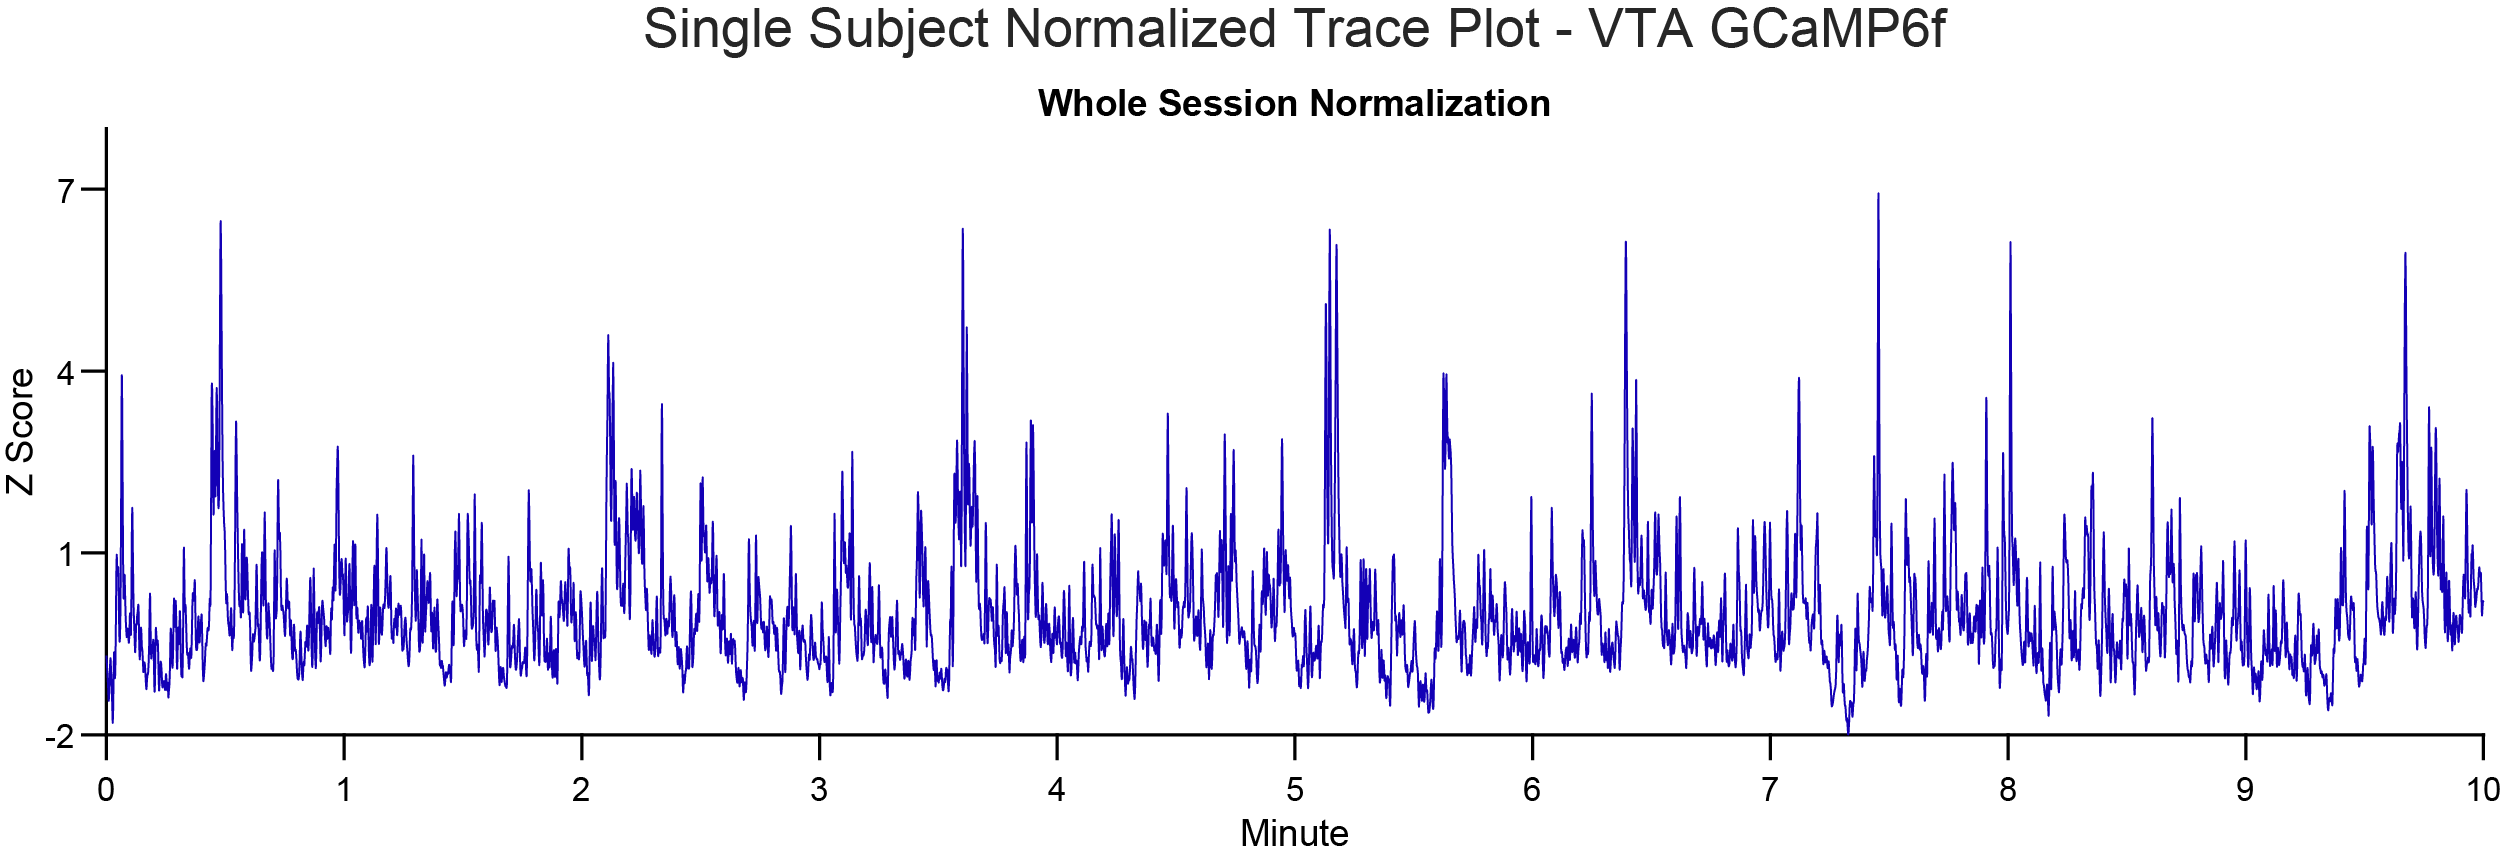 Single Subject Normalized Trace Plot - VTA GCaMP6f
Whole Session Normalization
Z Score
7
4
1
-2
0 1 2 3 4 5 6 7 8 9 10
Minute